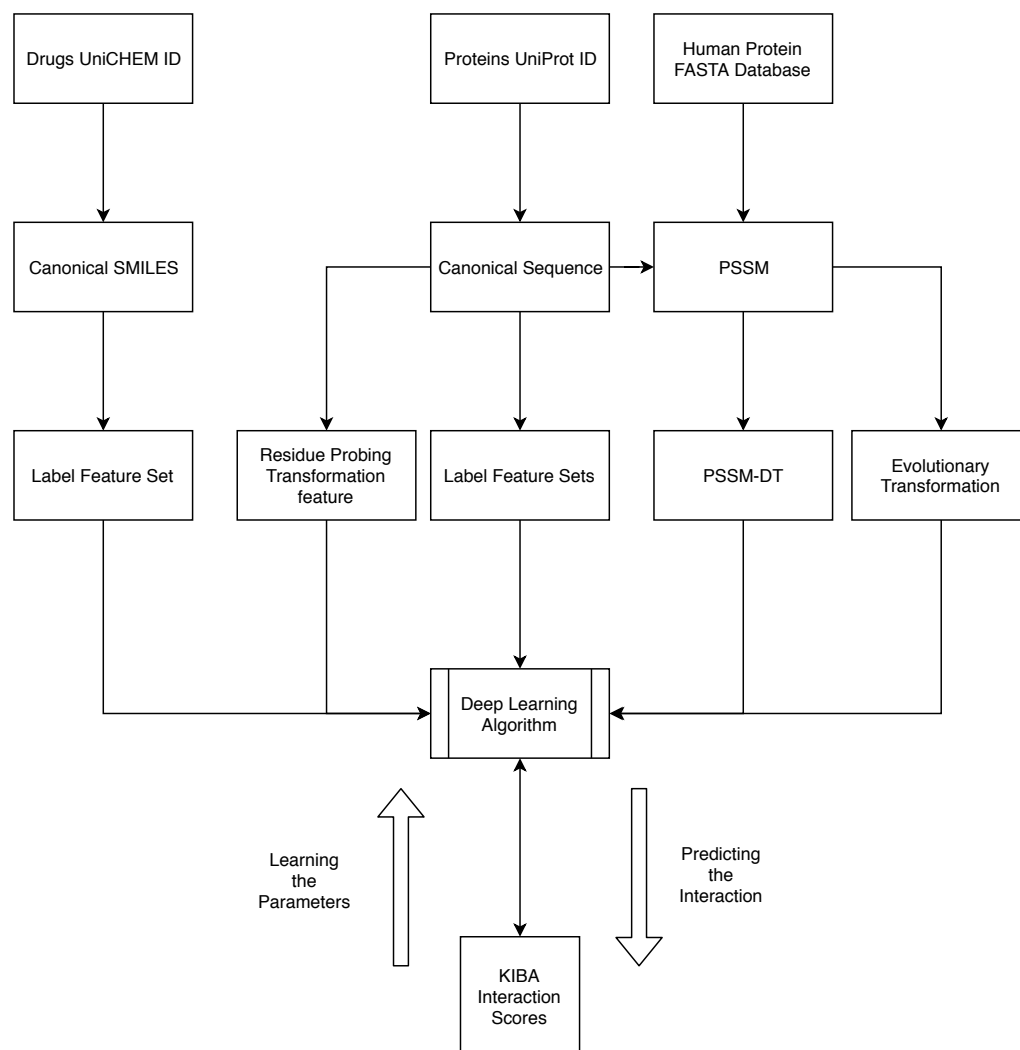 Drugs UniCHEM ID
Proteins UniProt ID
Human Protein
FASTA Database
Canonical SMILES
Canonical Sequence
PSSM
Label Feature Set
Residue Probing
Transformation
feature
Label Feature Sets
PSSM-DT
Evolutionary
Transformation
Deep Learning
Algorithm
Learning
the
Parameters
Predicting
the
Interaction
KIBA
Interaction
Scores